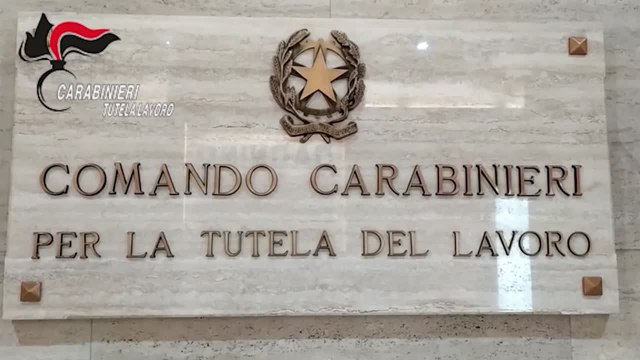 CARABINIERI
TUTELA LAVORO
COMANDO CARABINIERI
PER LA TUTELA DEL LAVORO